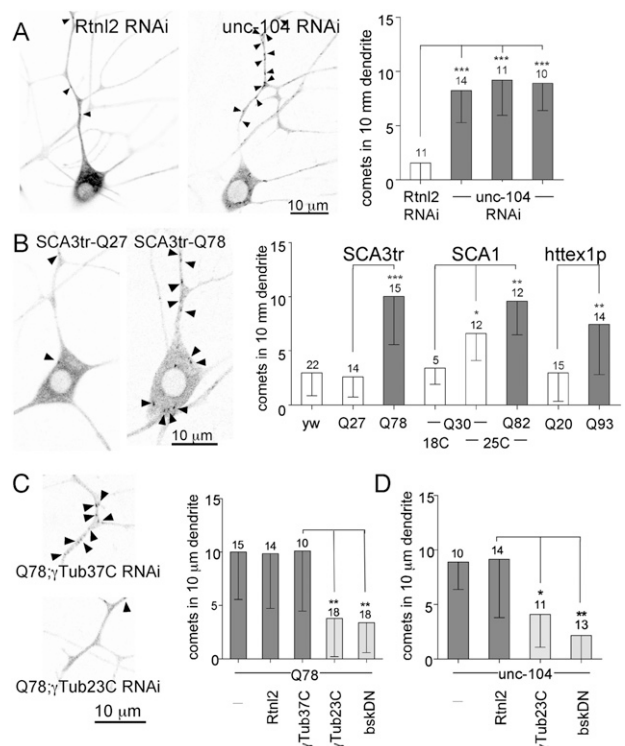 A
Rtnl2 RNAi
unc-104 RNAi
10 µm
comets in 10 nm dendrite
15
10
5
0
11
***
14
***
11
***
10
Rtnl2
RNAi
— unc-104 —
RNAi
B
SCA3tr-Q27
SCA3tr-Q78
10 µm
comets in 10 nm dendrite
15
10
5
0
SCA3tr
SCA1
httex1p
22
14
***
15
5
*
12
**
12
15
**
14
yw
Q27
Q78
— Q30 —
Q82
Q20
Q93
18C — 25C —
C
Q78;γTub37C RNAi
Q78;γTub23C RNAi
10 µm
comets in 10 µm dendrite
15
10
5
0
15
14
10
**
18
**
18
Q78
—
Rtnl2
γTub37C
γTub23C
bskDN
D
comets in 10 µm dendrite
15
10
5
0
10
14
*
11
**
13
unc-104
—
Rtnl2
γTub23C
bskDN